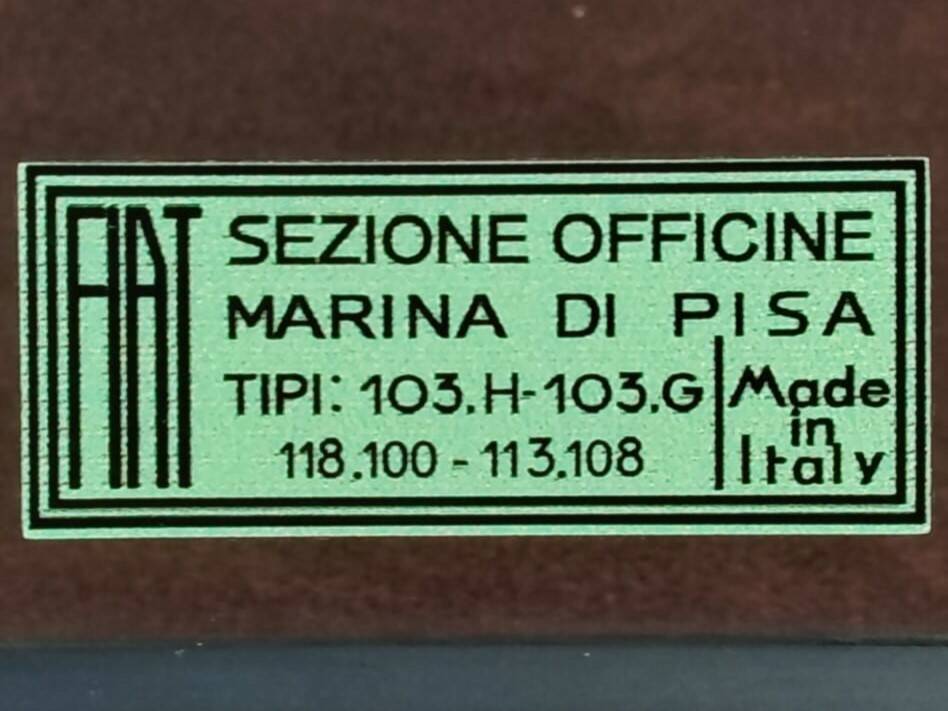 FIAT
SEZIONE OFFICINE
MARINA DI PISA
TIPI: 103.H-103.G
118.100 - 113.108
Made
in
Italy